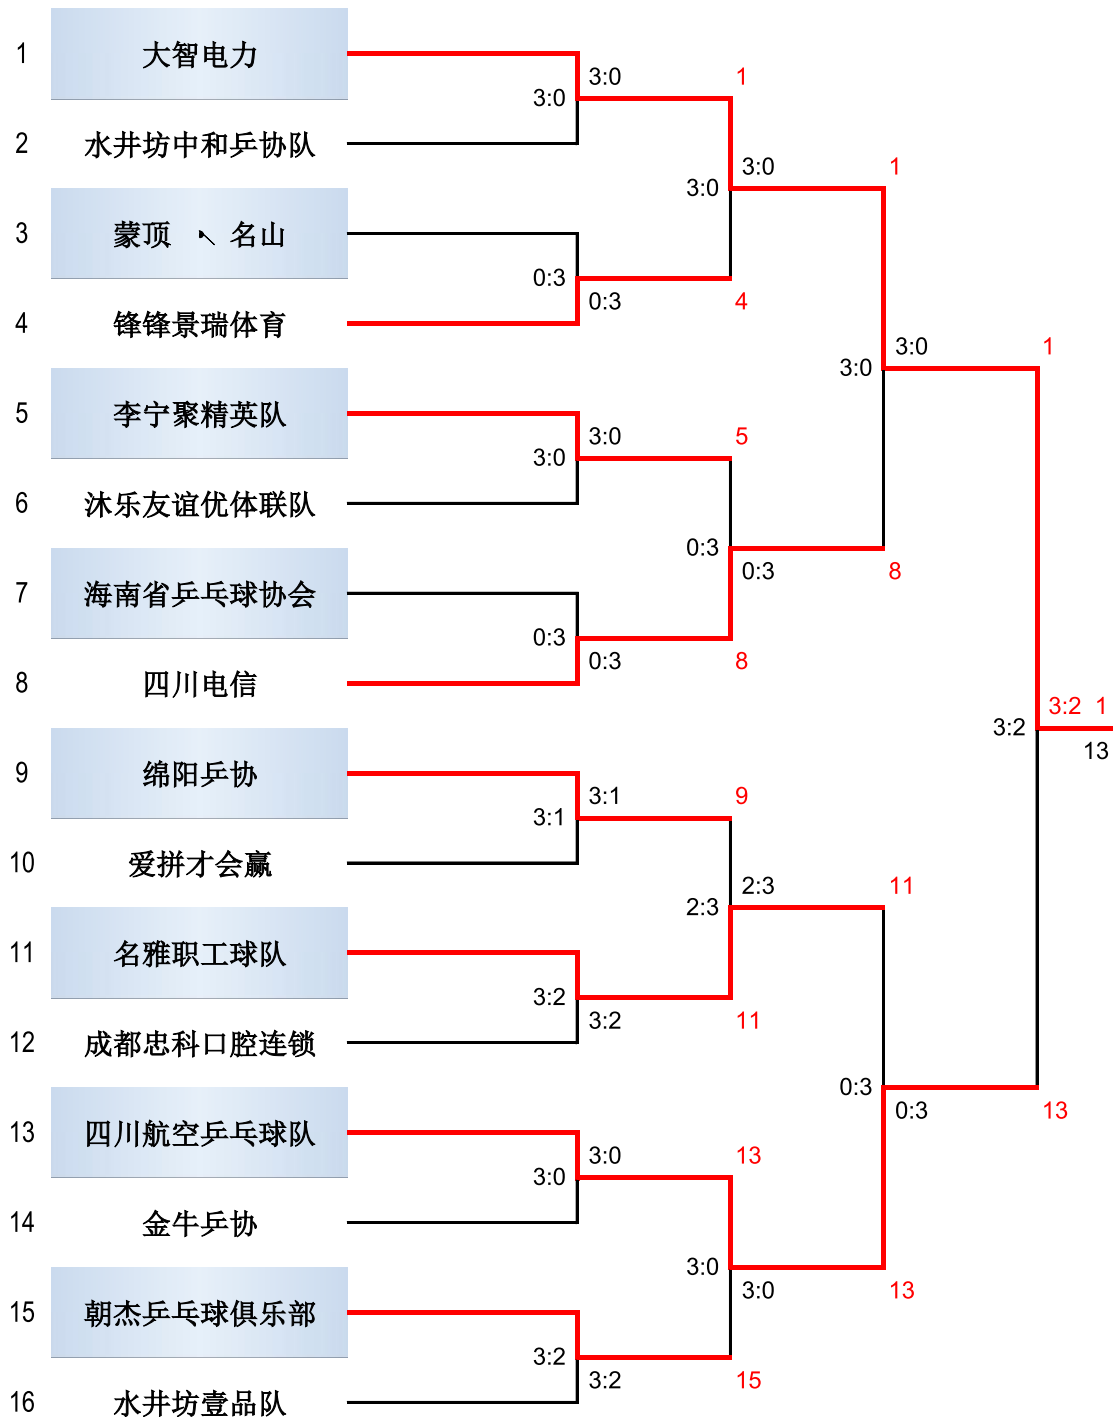 1 大智电力
3:0 1
3:0
2 水井坊中和乒协队
3:0 1
3:0
3 蒙顶 名山
0:3
0:3 4
4 锋锋景瑞体育
3:0 1
3:0
5 李宁聚精英队
3:0 5
3:0
6 沐乐友谊优体联队
0:3
0:3 8
7 海南省乒乓球协会
0:3
0:3 8
8 四川电信
3:2 1
3:2
13
9 绵阳乒协
3:1 9
3:1
10 爱拼才会赢
2:3 11
2:3
11 名雅职工球队
3:2
3:2 11
12 成都忠科口腔连锁
0:3
0:3 13
13 四川航空乒乓球队
3:0 13
3:0
14 金牛乒协
3:0
3:0 13
15 朝杰乒乓球俱乐部
3:2
3:2 15
16 水井坊壹品队